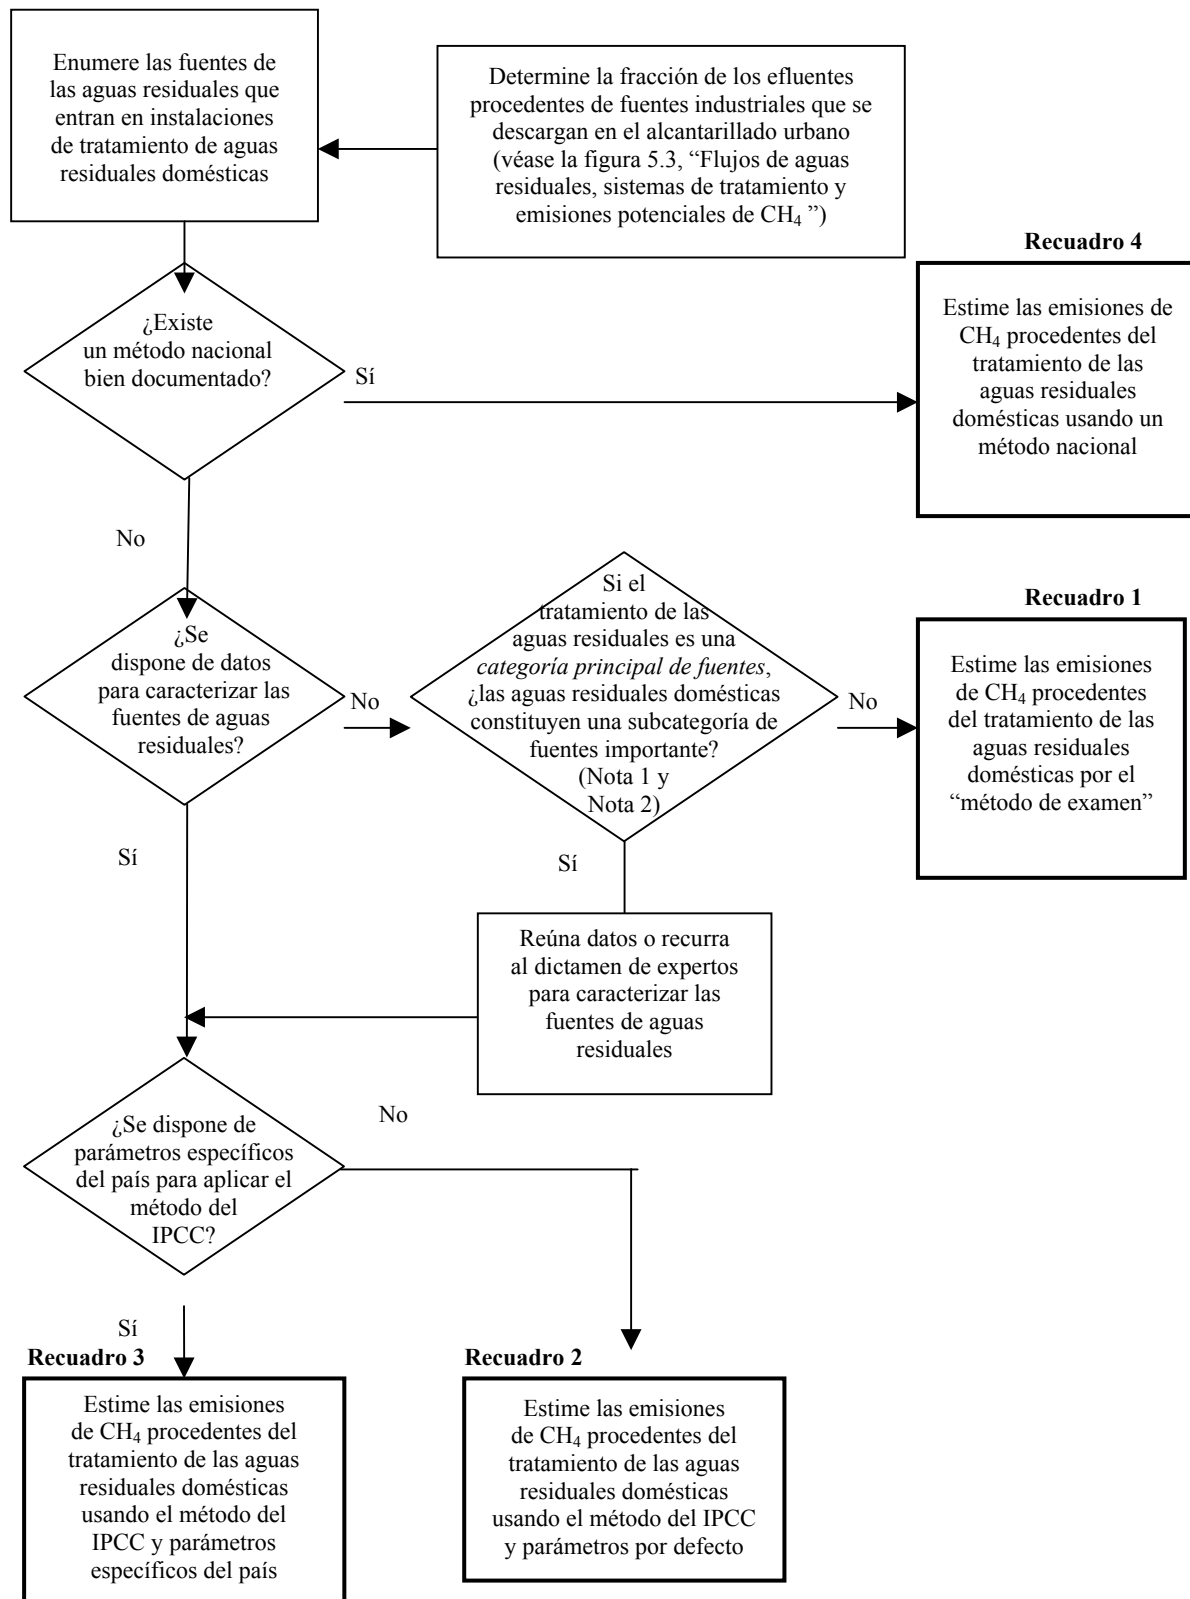 Enumere las fuentes de
las aguas residuales que
entran en instalaciones
de tratamiento de aguas
residuales domésticas
Determine la fracción de los efluentes
procedentes de fuentes industriales que se
descargan en el alcantarillado urbano
(véase la figura 5.3, “Flujos de aguas
residuales, sistemas de tratamiento y
emisiones potenciales de CH₄ ”)
Recuadro 4
Estime las emisiones de
CH₄ procedentes del
tratamiento de las
aguas residuales
domésticas usando un
método nacional
¿Existe
un método nacional
bien documentado?
Sí
No
¿Se
dispone de datos
para caracterizar las
fuentes de aguas
residuales?
No
Si el
tratamiento de las
aguas residuales es una
categoría principal de fuentes,
¿las aguas residuales domésticas
constituyen una subcategoría de
fuentes importante?
(Nota 1 y
Nota 2)
No
Recuadro 1
Estime las emisiones
de CH₄ procedentes
del tratamiento de las
aguas residuales
domésticas por el
“método de examen”
Sí
Sí
Reúna datos o recurra
al dictamen de expertos
para caracterizar las
fuentes de aguas
residuales
¿Se dispone de
parámetros específicos
del país para aplicar el
método del
IPCC?
No
Sí
Recuadro 3
Estime las emisiones
de CH₄ procedentes del
tratamiento de las aguas
residuales domésticas
usando el método del
IPCC y parámetros
específicos del país
Recuadro 2
Estime las emisiones
de CH₄ procedentes del
tratamiento de las aguas
residuales domésticas
usando el método del IPCC
y parámetros por defecto